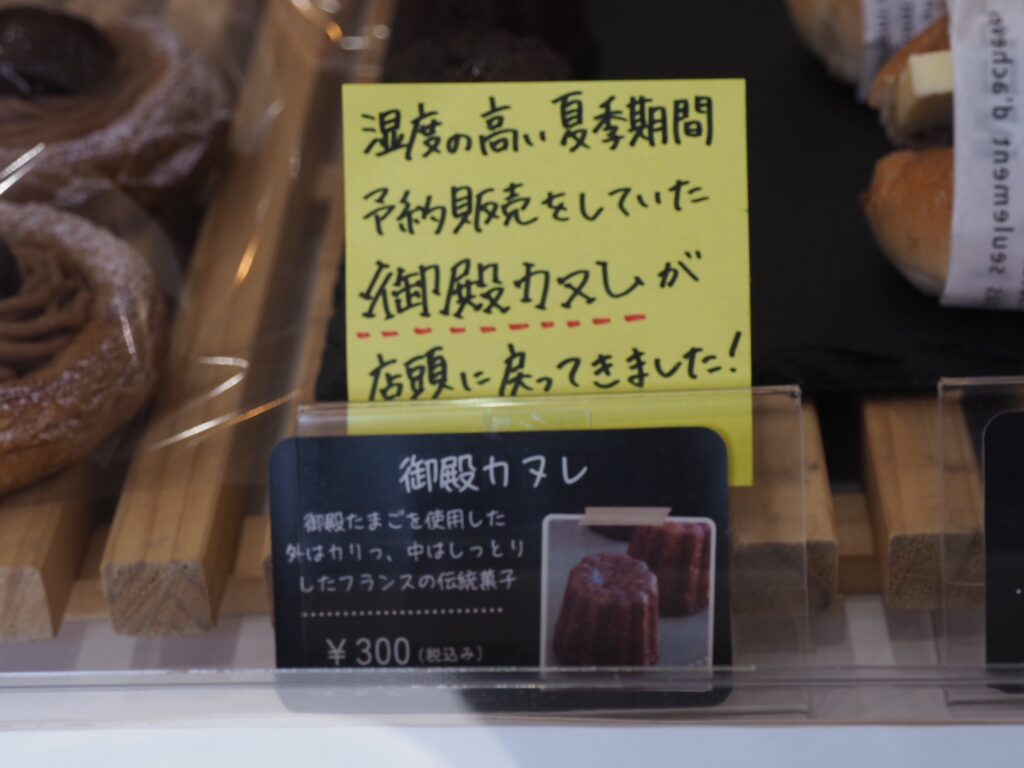 湿度の高い夏季期間
予約販売をしていた
御殿カヌレが
店頭に戻ってきました!
御殿カヌレ
御殿たまごを使用した
外はカリっ、中はしっとり
したフランスの伝統菓子
¥300(税込み)
seulement d'achein